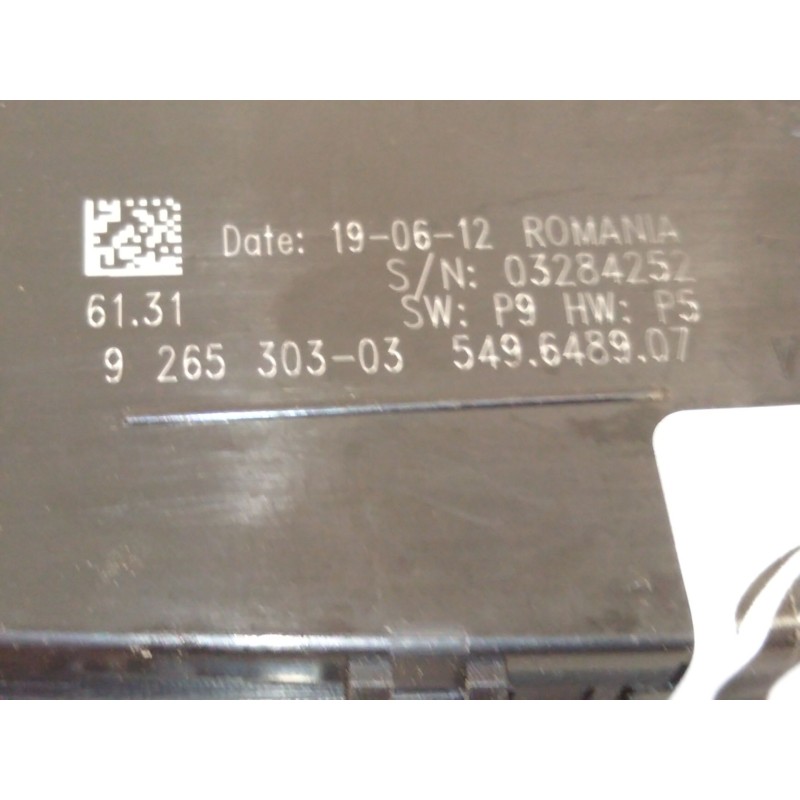 Date: 19-06-12 ROMANIA
S/N: 03284252
61.31 SW: P9 HW: P5
9 265 303-03 549.6489.07